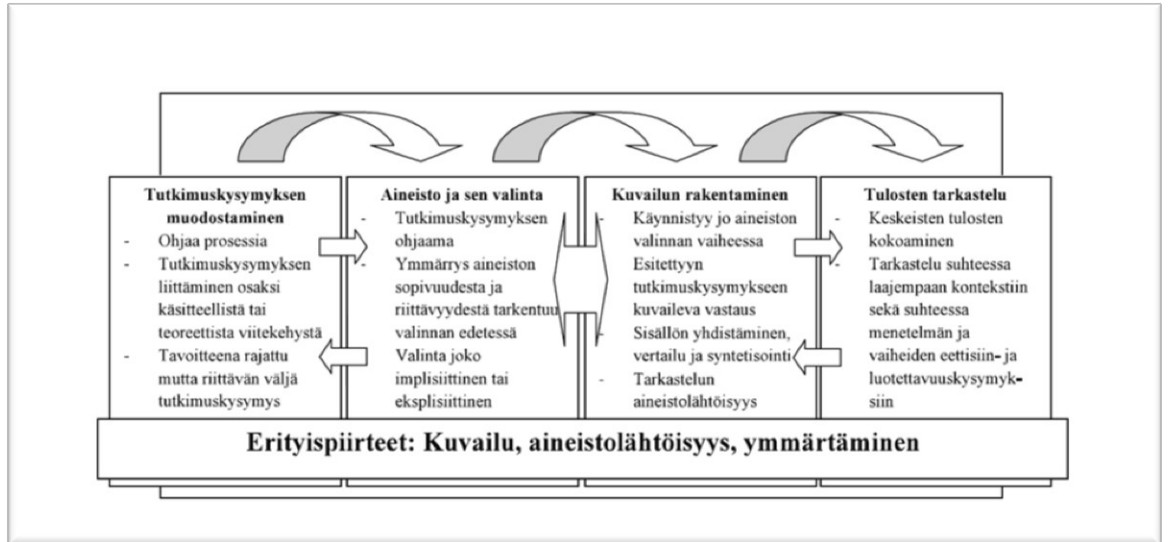 Tutkimuskysymyksen
muodostaminen
- Ohjaa prosessia
- Tutkimuskysymyksen
liittäminen osaksi
käsitteellistä tai
teoreettista viitekehystä
- Tavoitteena rajattu
mutta riittävän väljä
tutkimuskysymys
Aineisto ja sen valinta
- Tutkimuskysymyksen
ohjaama
- Ymmärrys aineiston
sopivuudesta ja
riittävyydestä tarkentuu
valinnan edetessä
- Valinta joko
implisiittinen tai
eksplisiittinen
Kuvailun rakentaminen
- Käynnistyy jo aineiston
valinnan vaiheessa
Esitettyyn
tutkimuskysymykseen
kuvaileva vastaus
- Sisällön yhdistäminen,
vertailu ja syntetisointi
- Tarkastelun
aineistolähtöisyys
Tulosten tarkastelu
- Keskeisten tulosten
kokoaminen
- Tarkastelu suhteessa
laajempaan kontekstiin
sekä suhteessa
menetelmän ja
vaiheiden eettisiin- ja
luotettavuuskysymyk-
siin
Erityispiirteet: Kuvailu, aineistolähtöisyys, ymmärtäminen